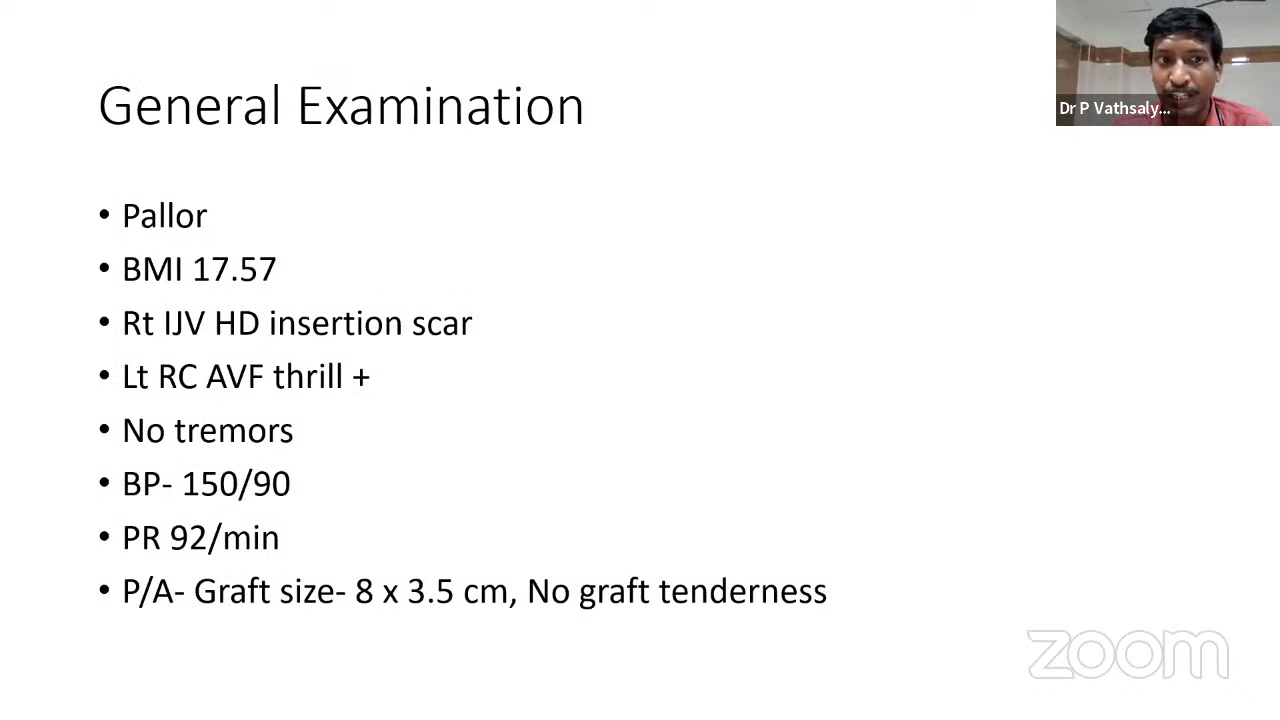 General Examination
Dr P Vathsaly...
• Pallor
• BMI 17.57
• Rt IJV HD insertion scar
• Lt RC AVF thrill +
• No tremors
• BP- 150/90
• PR 92/min
• P/A- Graft size- 8 x 3.5 cm, No graft tenderness
zoom